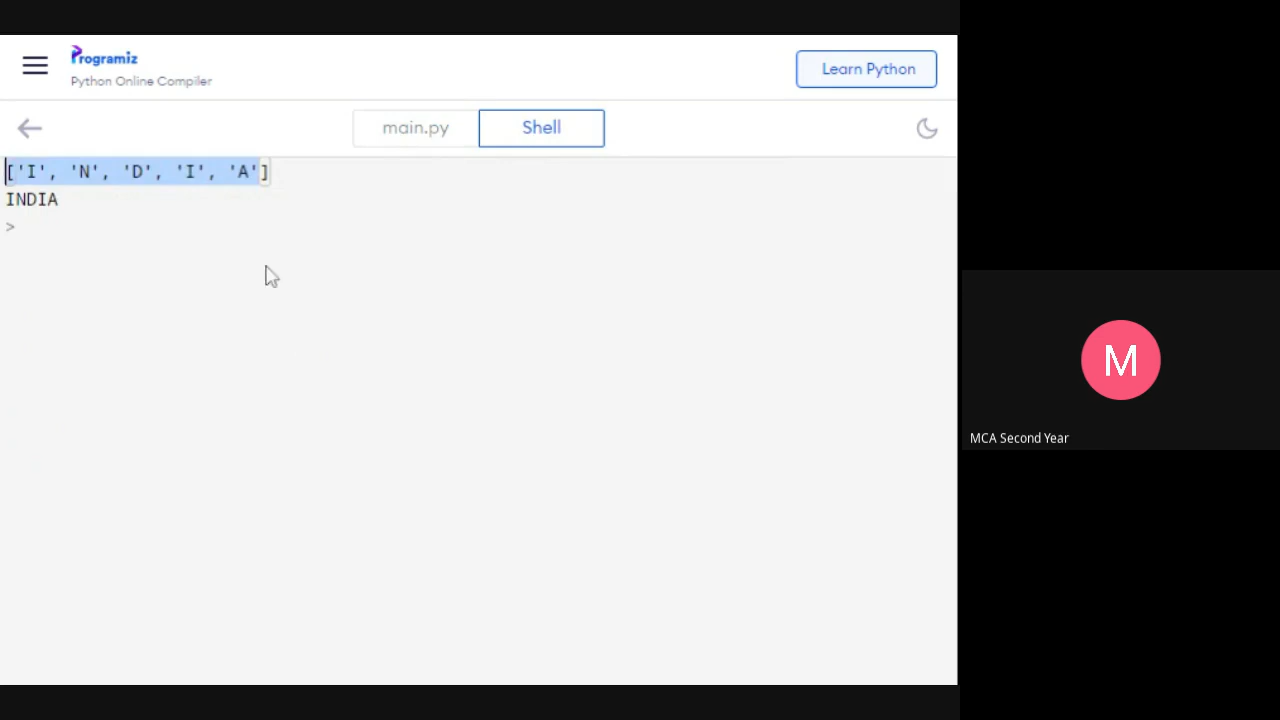 Programiz
Python Online Compiler
Learn Python
main.py
Shell
['I', 'N', 'D', 'I', 'A']
INDIA
>
M
MCA Second Year